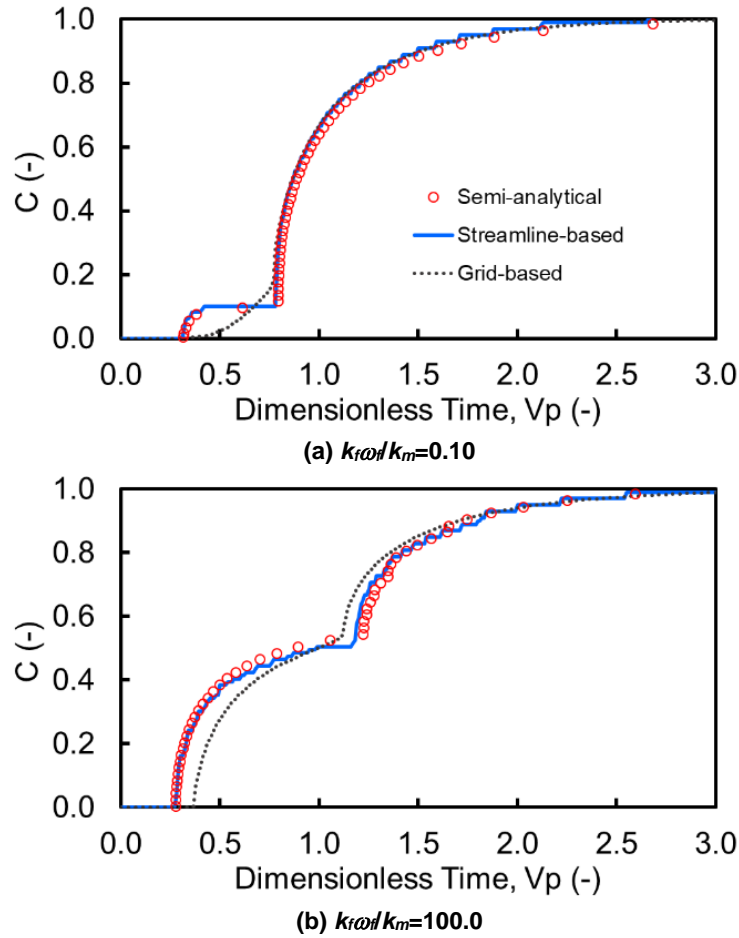 1.0
0.8
0.6
0.4
0.2
0.0
C (-)
Semi-analytical
Streamline-based
Grid-based
0.0 0.5 1.0 1.5 2.0 2.5 3.0
Dimensionless Time, Vp (-)
(a) kfωf/km=0.10
1.0
0.8
0.6
0.4
0.2
0.0
C (-)
0.0 0.5 1.0 1.5 2.0 2.5 3.0
Dimensionless Time, Vp (-)
(b) kfωf/km=100.0